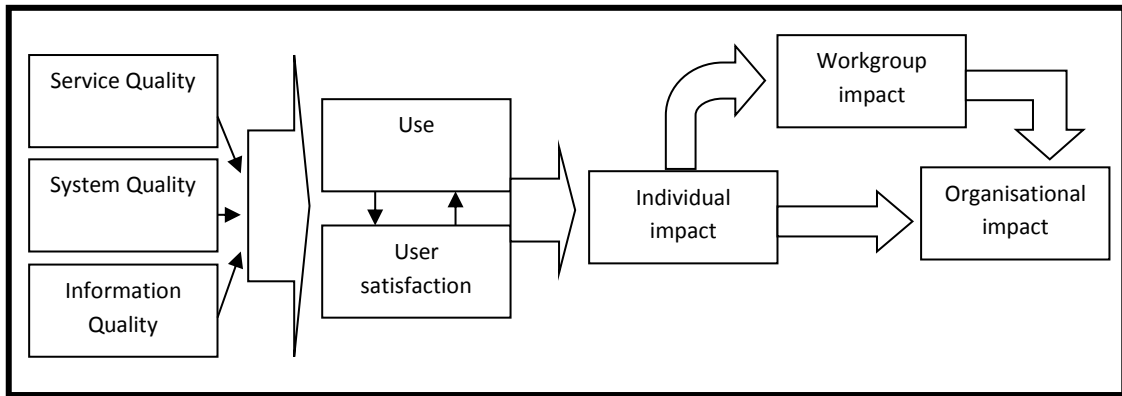 Service Quality
System Quality
Information
Quality
Use
User
satisfaction
Individual
impact
Workgroup
impact
Organisational
impact